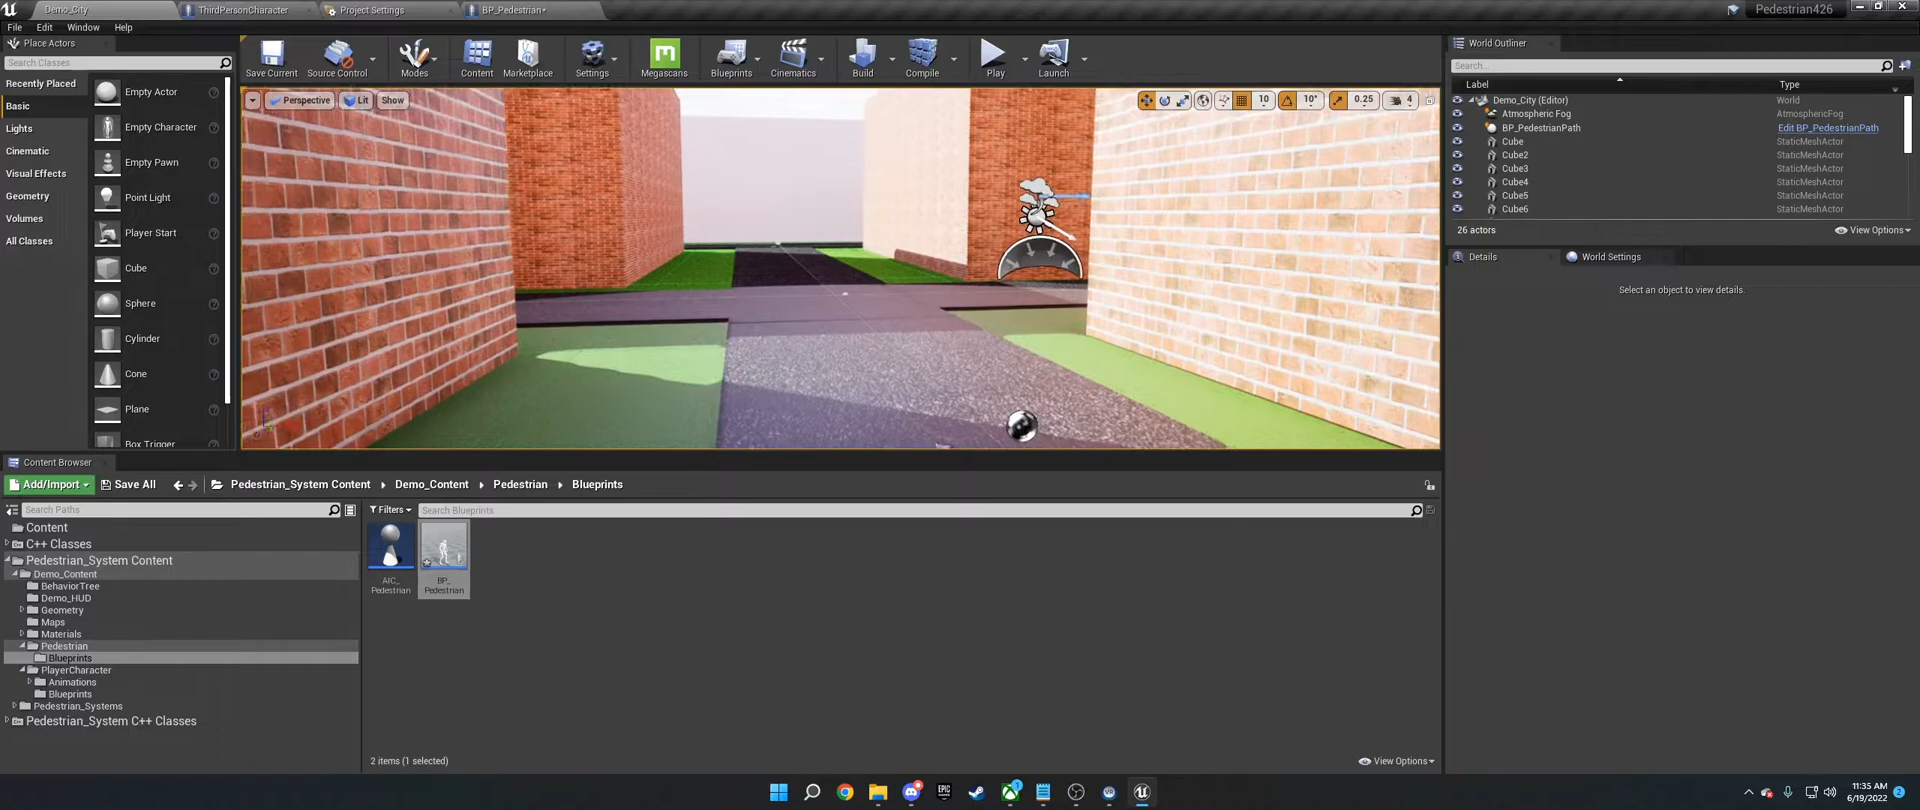 Demo_City
ThirdPersonCharacter
Project Settings
BP_Pedestrian*
Pedestrian426
File Edit Window Help
Place Actors
Search Classes
Recently Placed
Basic
Lights
Cinematic
Visual Effects
Geometry
Volumes
All Classes
Empty Actor
Empty Character
Empty Pawn
Point Light
Player Start
Cube
Sphere
Cylinder
Cone
Plane
Box Trigger
Save Current
Source Control
Modes
Content
Marketplace
Settings
Megascans
Blueprints
Cinematics
Build
Compile
Play
Launch
Perspective
Lit
Show
10
10°
0.25
4
World Outliner
Search...
Label Type
Demo_City (Editor) World
Atmospheric Fog AtmosphericFog
BP_PedestrianPath Edit BP_PedestrianPath
Cube StaticMeshActor
Cube2 StaticMeshActor
Cube3 StaticMeshActor
Cube4 StaticMeshActor
Cube5 StaticMeshActor
Cube6 StaticMeshActor
26 actors
View Options
Details
World Settings
Select an object to view details.
Content Browser
Add/Import
Save All
Pedestrian_System Content
Demo_Content
Pedestrian
Blueprints
Search Paths
Filters
Search Blueprints
Content
C++ Classes
Pedestrian_System Content
Demo_Content
BehaviorTree
Demo_HUD
Geometry
Maps
Materials
Pedestrian
Blueprints
PlayerCharacter
Animations
Blueprints
Pedestrian_Systems
Pedestrian_System C++ Classes
AIC_
Pedestrian
BP_
Pedestrian
2 items (1 selected)
View Options
EPIC
GAMES
1
11:35 AM
6/19/2022
2